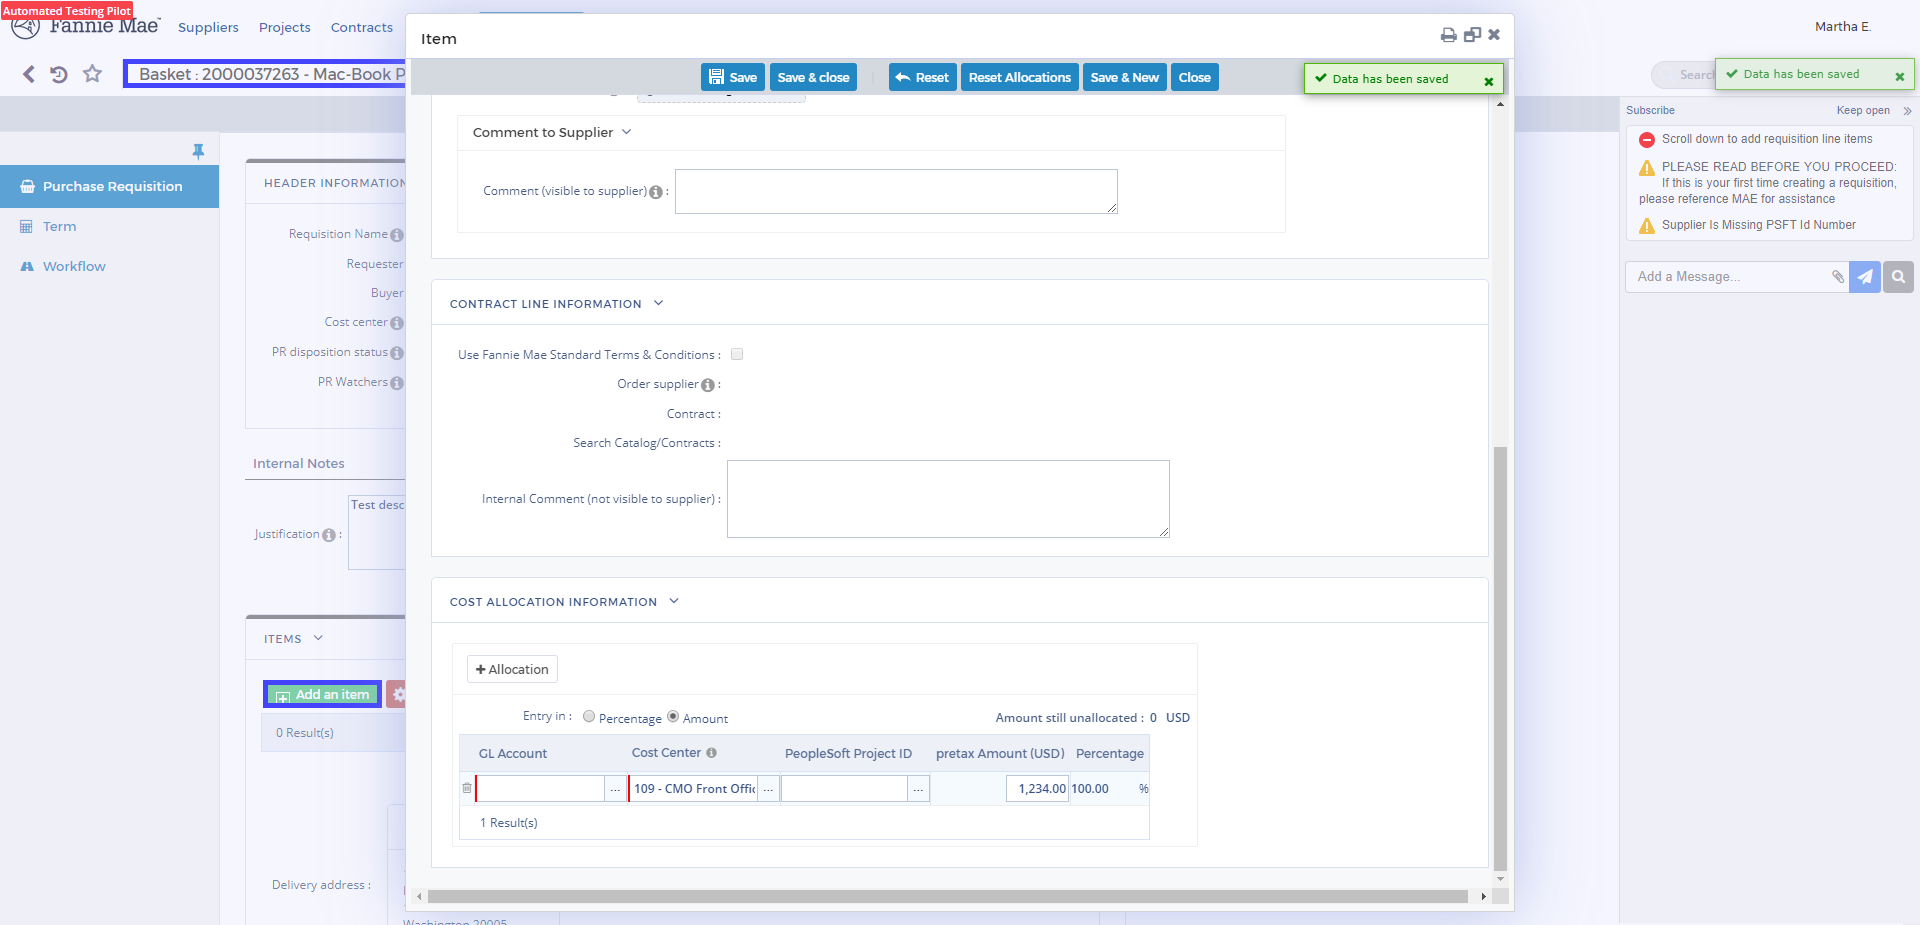 Automated Testing Pilot
Fannie Mae
Suppliers
Projects
Contracts
Martha E.
Basket : 2000037263 - Mac-Book P
Search
Data has been saved
Subscribe
Keep open
Scroll down to add requisition line items
PLEASE READ BEFORE YOU PROCEED:
If this is your first time creating a requisition,
please reference MAE for assistance
Supplier Is Missing PSFT Id Number
Add a Message...
Purchase Requisition
Term
Workflow
HEADER INFORMATION
Requisition Name
Requester
Buyer
Cost center
PR disposition status
PR Watchers
Internal Notes
Test desc
Justification :
ITEMS
Add an item
0 Result(s)
Delivery address :
Washington 20005
Item
Save
Save & close
Reset
Reset Allocations
Save & New
Close
Data has been saved
Comment to Supplier
Comment (visible to supplier) :
CONTRACT LINE INFORMATION
Use Fannie Mae Standard Terms & Conditions :
Order supplier :
Contract :
Search Catalog/Contracts :
Internal Comment (not visible to supplier) :
COST ALLOCATION INFORMATION
+ Allocation
Entry in : Percentage Amount
Amount still unallocated : 0 USD
GL Account Cost Center PeopleSoft Project ID pretax Amount (USD) Percentage
... 109 - CMO Front Offic ... ... 1,234.00 100.00 %
1 Result(s)